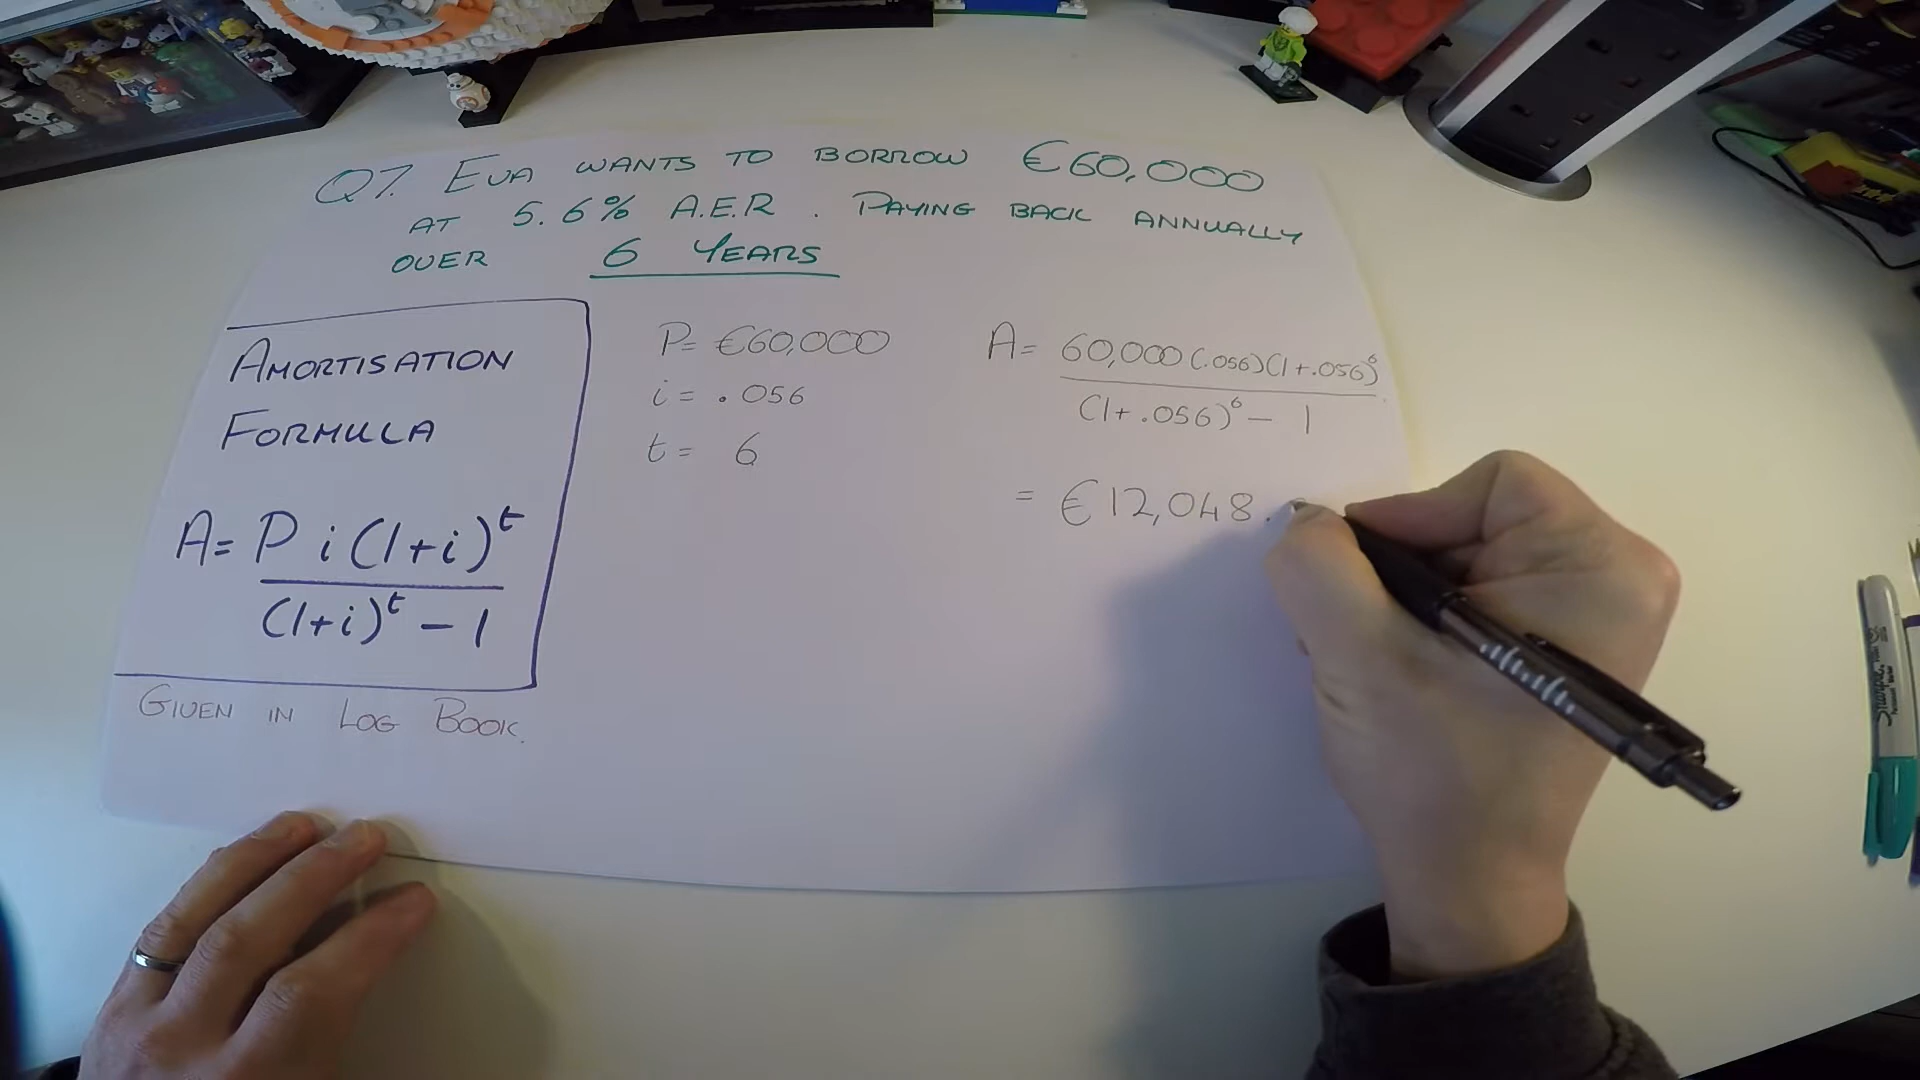 Q7. EVA WANTS TO BORROW €60,000
AT 5.6% A.E.R. PAYING BACK ANNUALLY
OVER 6 YEARS
AMORTISATION
FORMULA
A = P i (1+i)^t
(1+i)^t - 1
GIVEN IN LOG BOOK.
P = €60,000
i = .056
t = 6
A = 60,000 (.056)(1+.056)^6
(1+.056)^6 - 1
= €12,048.
Sharpie